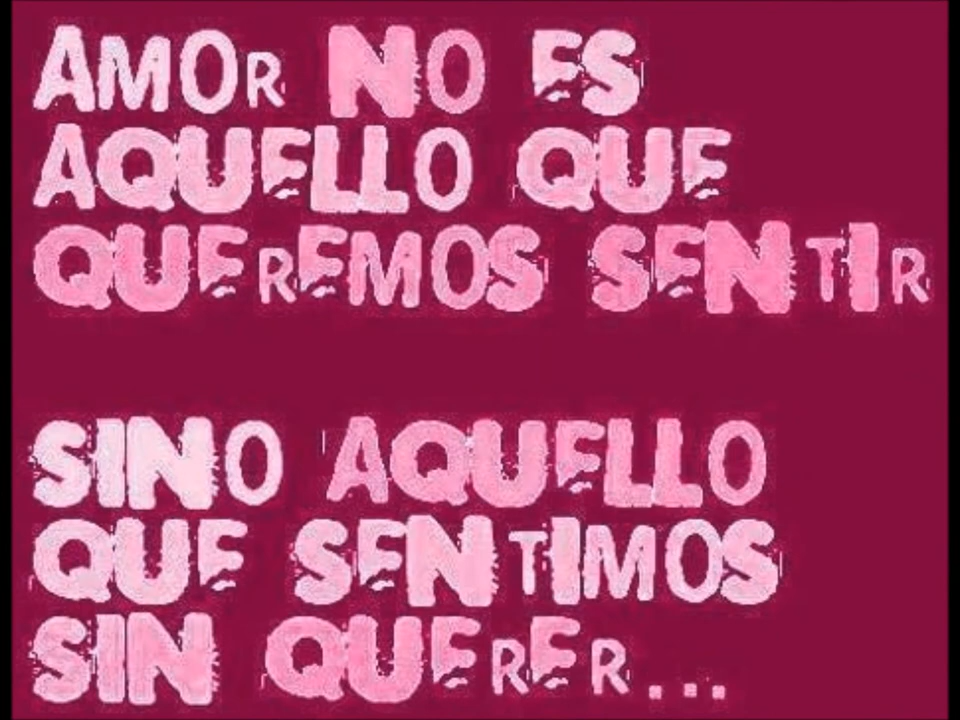 AMOR NO ES
AQUELLO QUE
QUEREMOS SENTIR
SINO AQUELLO
QUE SENTIMOS
SIN QUERER...